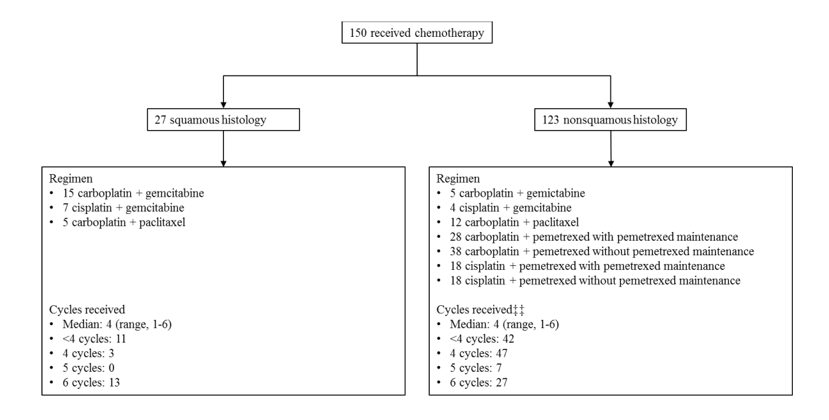 150 received chemotherapy
27 squamous histology
123 nonsquamous histology
Regimen
• 15 carboplatin + gemcitabine
• 7 cisplatin + gemcitabine
• 5 carboplatin + paclitaxel
Cycles received
• Median: 4 (range, 1-6)
• <4 cycles: 11
• 4 cycles: 3
• 5 cycles: 0
• 6 cycles: 13
Regimen
• 5 carboplatin + gemictabine
• 4 cisplatin + gemcitabine
• 12 carboplatin + paclitaxel
• 28 carboplatin + pemetrexed with pemetrexed maintenance
• 38 carboplatin + pemetrexed without pemetrexed maintenance
• 18 cisplatin + pemetrexed with pemetrexed maintenance
• 18 cisplatin + pemetrexed without pemetrexed maintenance
Cycles received‡‡
• Median: 4 (range, 1-6)
• <4 cycles: 42
• 4 cycles: 47
• 5 cycles: 7
• 6 cycles: 27